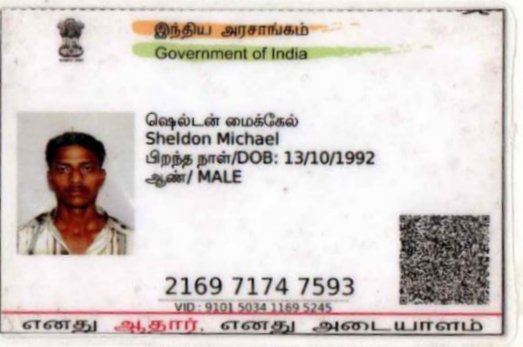 இந்திய அரசாங்கம்
Government of India
ஷெல்டன் மைக்கேல்
Sheldon Michael
பிறந்த நாள்/DOB: 13/10/1992
ஆண்/ MALE
2169 7174 7593
VID : 9101 5034 1169 5245
எனது ஆதார், எனது அடையாளம்